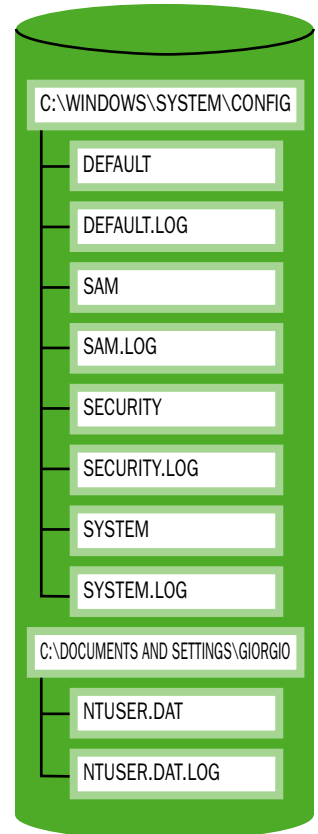 C:\WINDOWS\SYSTEM\CONFIG
DEFAULT
DEFAULT.LOG
SAM
SAM.LOG
SECURITY
SECURITY.LOG
SYSTEM
SYSTEM.LOG
C:\DOCUMENTS AND SETTINGS\GIORGIO
NTUSER.DAT
NTUSER.DAT.LOG